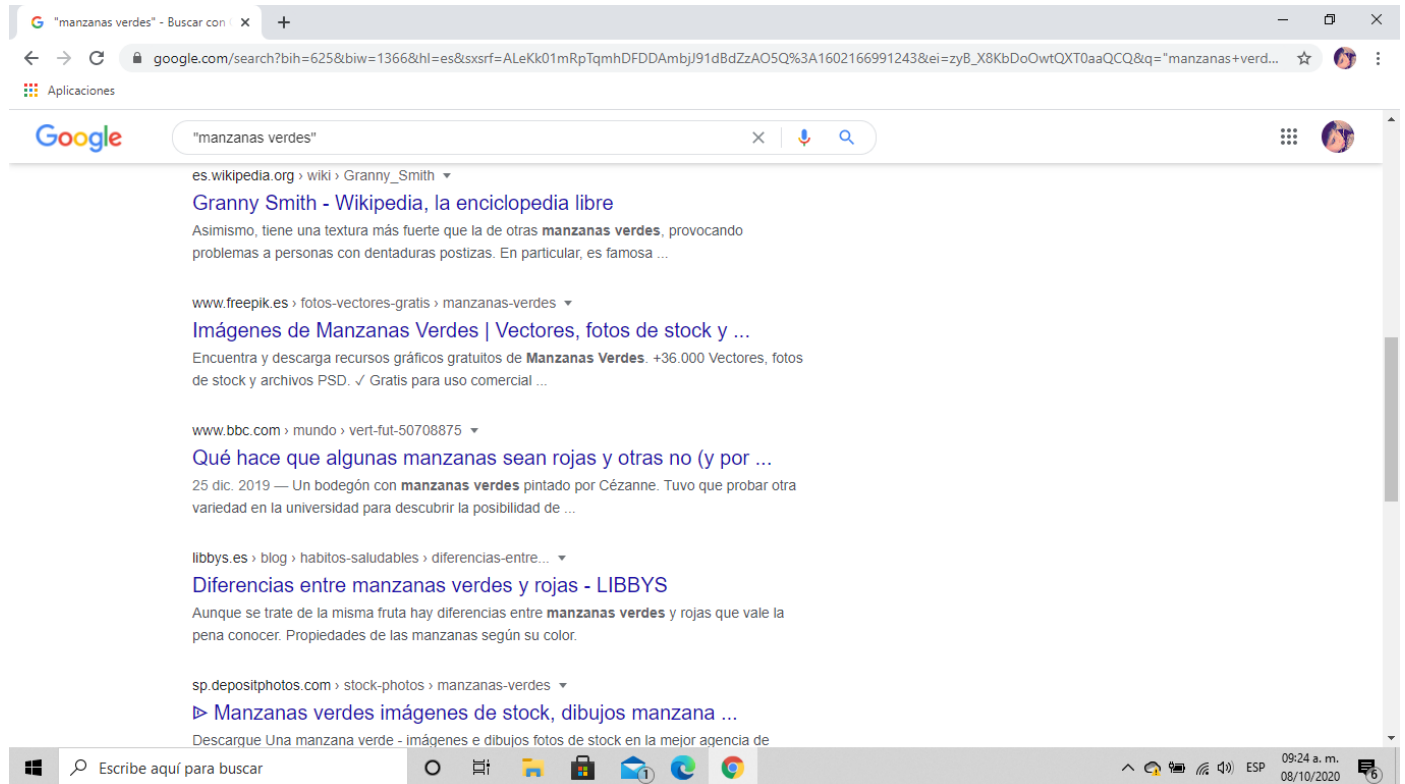 "manzanas verdes" - Buscar con
google.com/search?bih=625&biw=1366&hl=es&sxsrf=ALeKk01mRpTqmhDFDDAmbjJ91dBdZzAO5Q%3A1602166991243&ei=zyB_X8KbDoOwtQXT0aaQCQ&q="manzanas+verd...
Aplicaciones
Google
"manzanas verdes"
es.wikipedia.org › wiki › Granny_Smith
Granny Smith - Wikipedia, la enciclopedia libre
Asimismo, tiene una textura más fuerte que la de otras manzanas verdes, provocando
problemas a personas con dentaduras postizas. En particular, es famosa ...
www.freepik.es › fotos-vectores-gratis › manzanas-verdes
Imágenes de Manzanas Verdes | Vectores, fotos de stock y ...
Encuentra y descarga recursos gráficos gratuitos de Manzanas Verdes. +36.000 Vectores, fotos
de stock y archivos PSD. ✓ Gratis para uso comercial ...
www.bbc.com › mundo › vert-fut-50708875
Qué hace que algunas manzanas sean rojas y otras no (y por ...
25 dic. 2019 — Un bodegón con manzanas verdes pintado por Cézanne. Tuvo que probar otra
variedad en la universidad para descubrir la posibilidad de ...
libbys.es › blog › habitos-saludables › diferencias-entre...
Diferencias entre manzanas verdes y rojas - LIBBYS
Aunque se trate de la misma fruta hay diferencias entre manzanas verdes y rojas que vale la
pena conocer. Propiedades de las manzanas según su color.
sp.depositphotos.com › stock-photos › manzanas-verdes
ᐈ Manzanas verdes imágenes de stock, dibujos manzana ...
Descargue Una manzana verde - imágenes e dibujos fotos de stock en la mejor agencia de
Escribe aquí para buscar
1
ESP
09:24 a. m.
08/10/2020
6